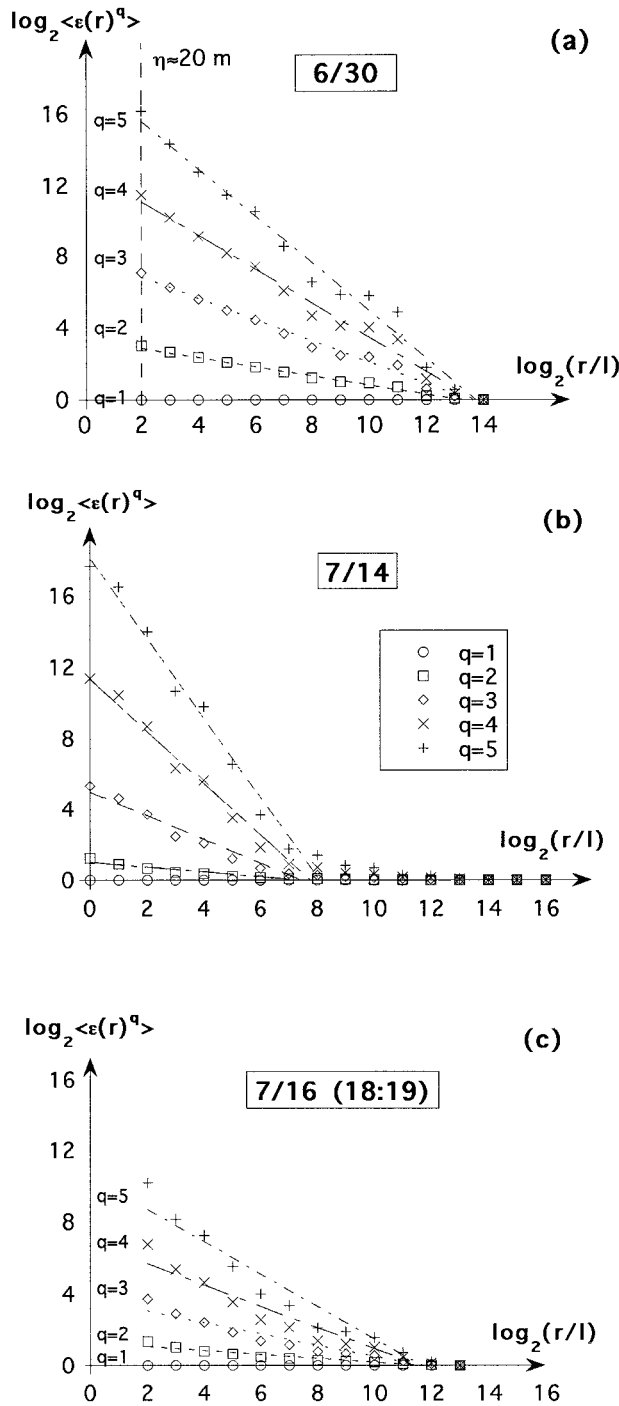 log₂<ε(r)^q>
(a)
η≈20 m
6/30
16
q=5
12
q=4
8
q=3
4
q=2
log₂(r/l)
q=1
0
0 2 4 6 8 10 12 14
log₂<ε(r)^q>
(b)
7/14
16
12
q=1
q=2
q=3
q=4
q=5
8
4
log₂(r/l)
0
0 2 4 6 8 10 12 14 16
log₂<ε(r)^q>
(c)
16
7/16 (18:19)
12
8
q=5
q=4
4
q=3
q=2
log₂(r/l)
q=1
0
0 2 4 6 8 10 12 14 16